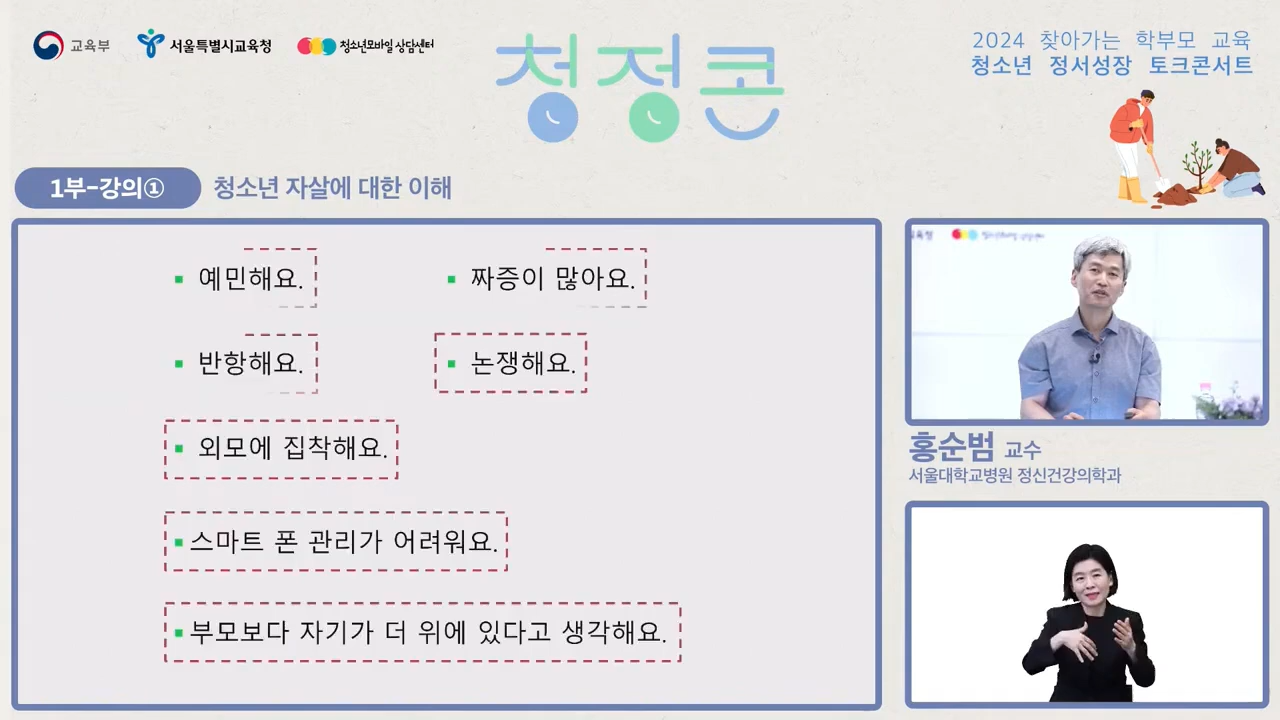 교육부
서울특별시교육청
청소년모바일 상담센터
청정콘
2024 찾아가는 학부모 교육
청소년 정서성장 토크콘서트
1부-강의①
청소년 자살에 대한 이해
예민해요.
짜증이 많아요.
반항해요.
논쟁해요.
외모에 집착해요.
스마트 폰 관리가 어려워요.
부모보다 자기가 더 위에 있다고 생각해요.
홍순범 교수
서울대학교병원 정신건강의학과